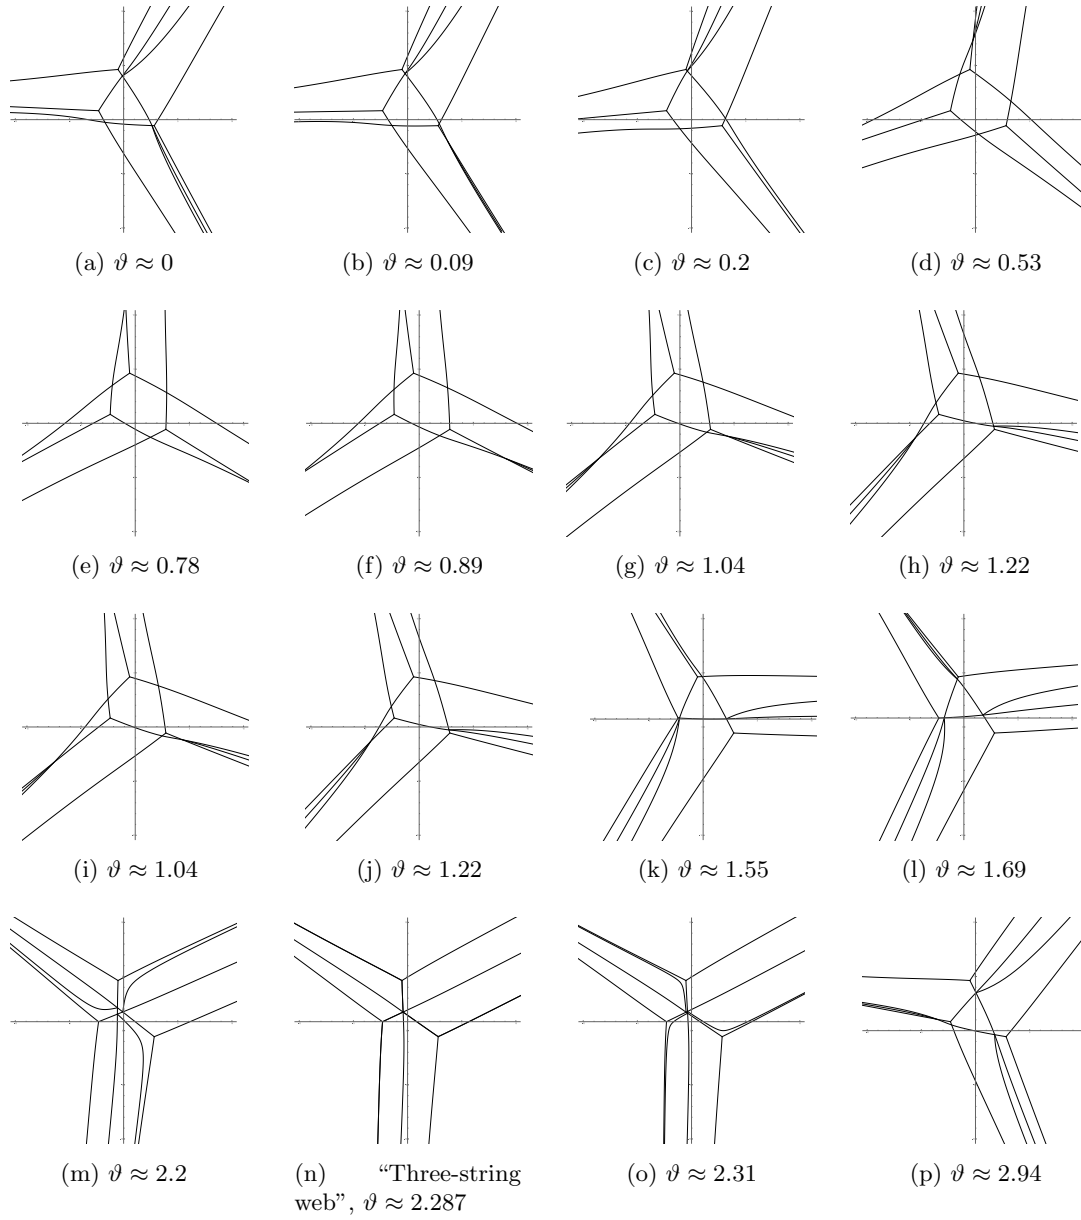 (a) ϑ ≈ 0
(b) ϑ ≈ 0.09
(c) ϑ ≈ 0.2
(d) ϑ ≈ 0.53
(e) ϑ ≈ 0.78
(f) ϑ ≈ 0.89
(g) ϑ ≈ 1.04
(h) ϑ ≈ 1.22
(i) ϑ ≈ 1.04
(j) ϑ ≈ 1.22
(k) ϑ ≈ 1.55
(l) ϑ ≈ 1.69
(m) ϑ ≈ 2.2
(n) “Three-string
web”, ϑ ≈ 2.287
(o) ϑ ≈ 2.31
(p) ϑ ≈ 2.94